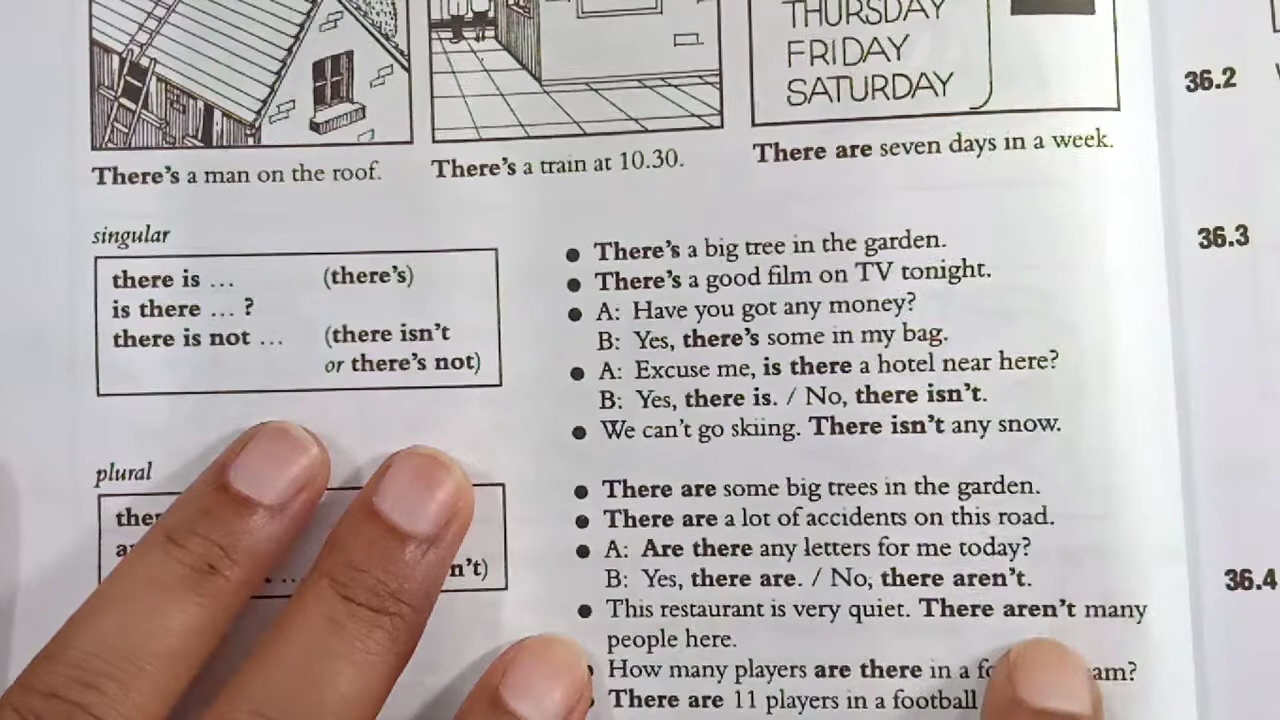 THURSDAY
FRIDAY
SATURDAY
There's a man on the roof.
There's a train at 10.30.
There are seven days in a week.
singular
there is ... (there's)
is there ... ?
there is not ... (there isn't
or there's not)
There's a big tree in the garden.
There's a good film on TV tonight.
A: Have you got any money?
B: Yes, there's some in my bag.
A: Excuse me, is there a hotel near here?
B: Yes, there is. / No, there isn't.
We can't go skiing. There isn't any snow.
plural
n't)
There are some big trees in the garden.
There are a lot of accidents on this road.
A: Are there any letters for me today?
B: Yes, there are. / No, there aren't.
This restaurant is very quiet. There aren't many
people here.
How many players are there in a
There are 11 players in a football
36.2
36.3
36.4